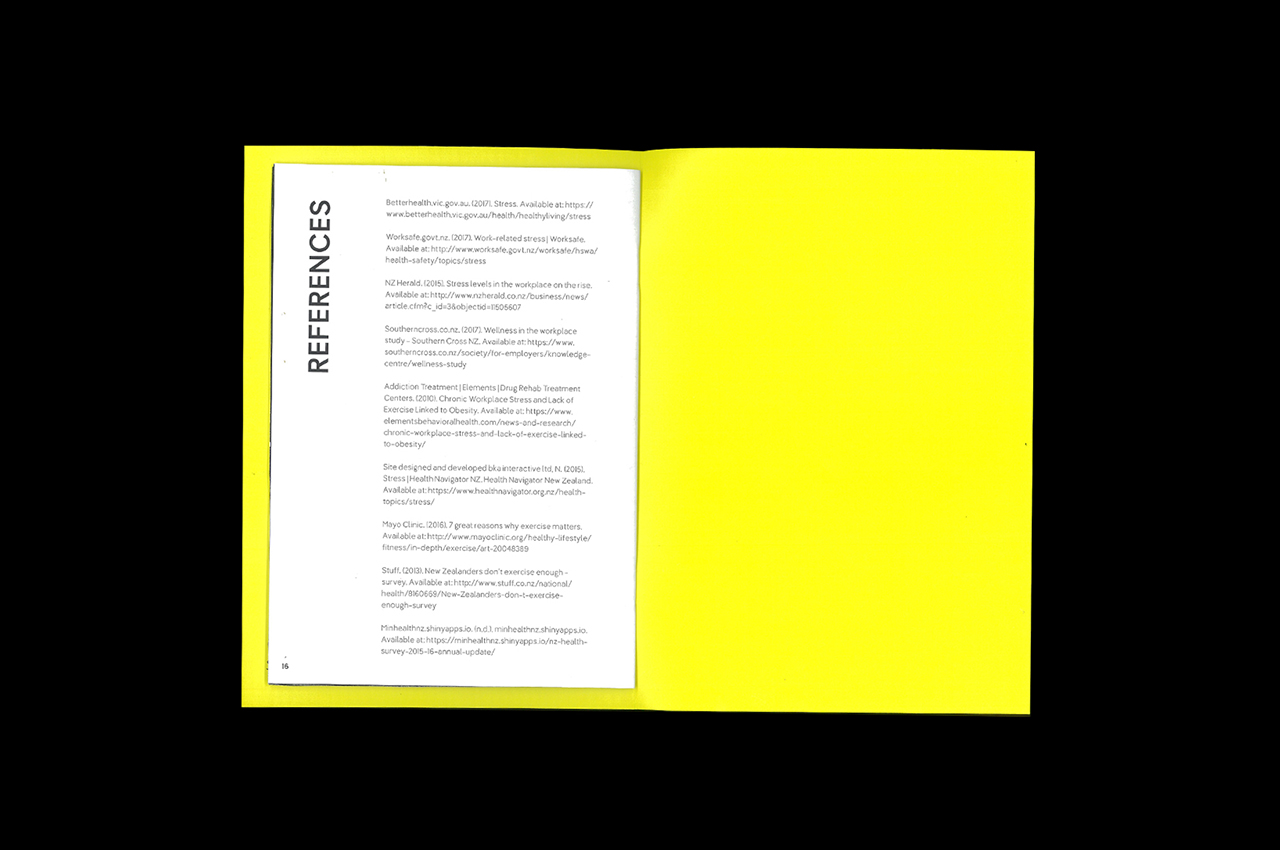 REFERENCES
Betterhealth.vic.gov.au. (2017). Stress. Available at: https://
www.betterhealth.vic.gov.au/health/healthyliving/stress
Worksafe.govt.nz. (2017). Work-related stress | Worksafe.
Available at: http://www.worksafe.govt.nz/worksafe/hswa/
health-safety/topics/stress
NZ Herald. (2015). Stress levels in the workplace on the rise.
Available at: http://www.nzherald.co.nz/business/news/
article.cfm?c_id=3&objectid=11506607
Southerncross.co.nz. (2017). Wellness in the workplace
study - Southern Cross NZ. Available at: https://www.
southerncross.co.nz/society/for-employers/knowledge-
centre/wellness-study
Addiction Treatment | Elements | Drug Rehab Treatment
Centers. (2010). Chronic Workplace Stress and Lack of
Exercise Linked to Obesity. Available at: https://www.
elementsbehavioralhealth.com/news-and-research/
chronic-workplace-stress-and-lack-of-exercise-linked-
to-obesity/
Site designed and developed bka interactive ltd, N. (2015).
Stress | Health Navigator NZ. Health Navigator New Zealand.
Available at: https://www.healthnavigator.org.nz/health-
topics/stress/
Mayo Clinic. (2016). 7 great reasons why exercise matters.
Available at: http://www.mayoclinic.org/healthy-lifestyle/
fitness/in-depth/exercise/art-20048389
Stuff. (2013). New Zealanders don't exercise enough -
survey. Available at: http://www.stuff.co.nz/national/
health/8160659/New-Zealanders-don-t-exercise-
enough-survey
Minhealthnz.shinyapps.io. (n.d.). minhealthnz.shinyapps.io.
Available at: https://minhealthnz.shinyapps.io/nz-health-
survey-2015-16-annual-update/
16